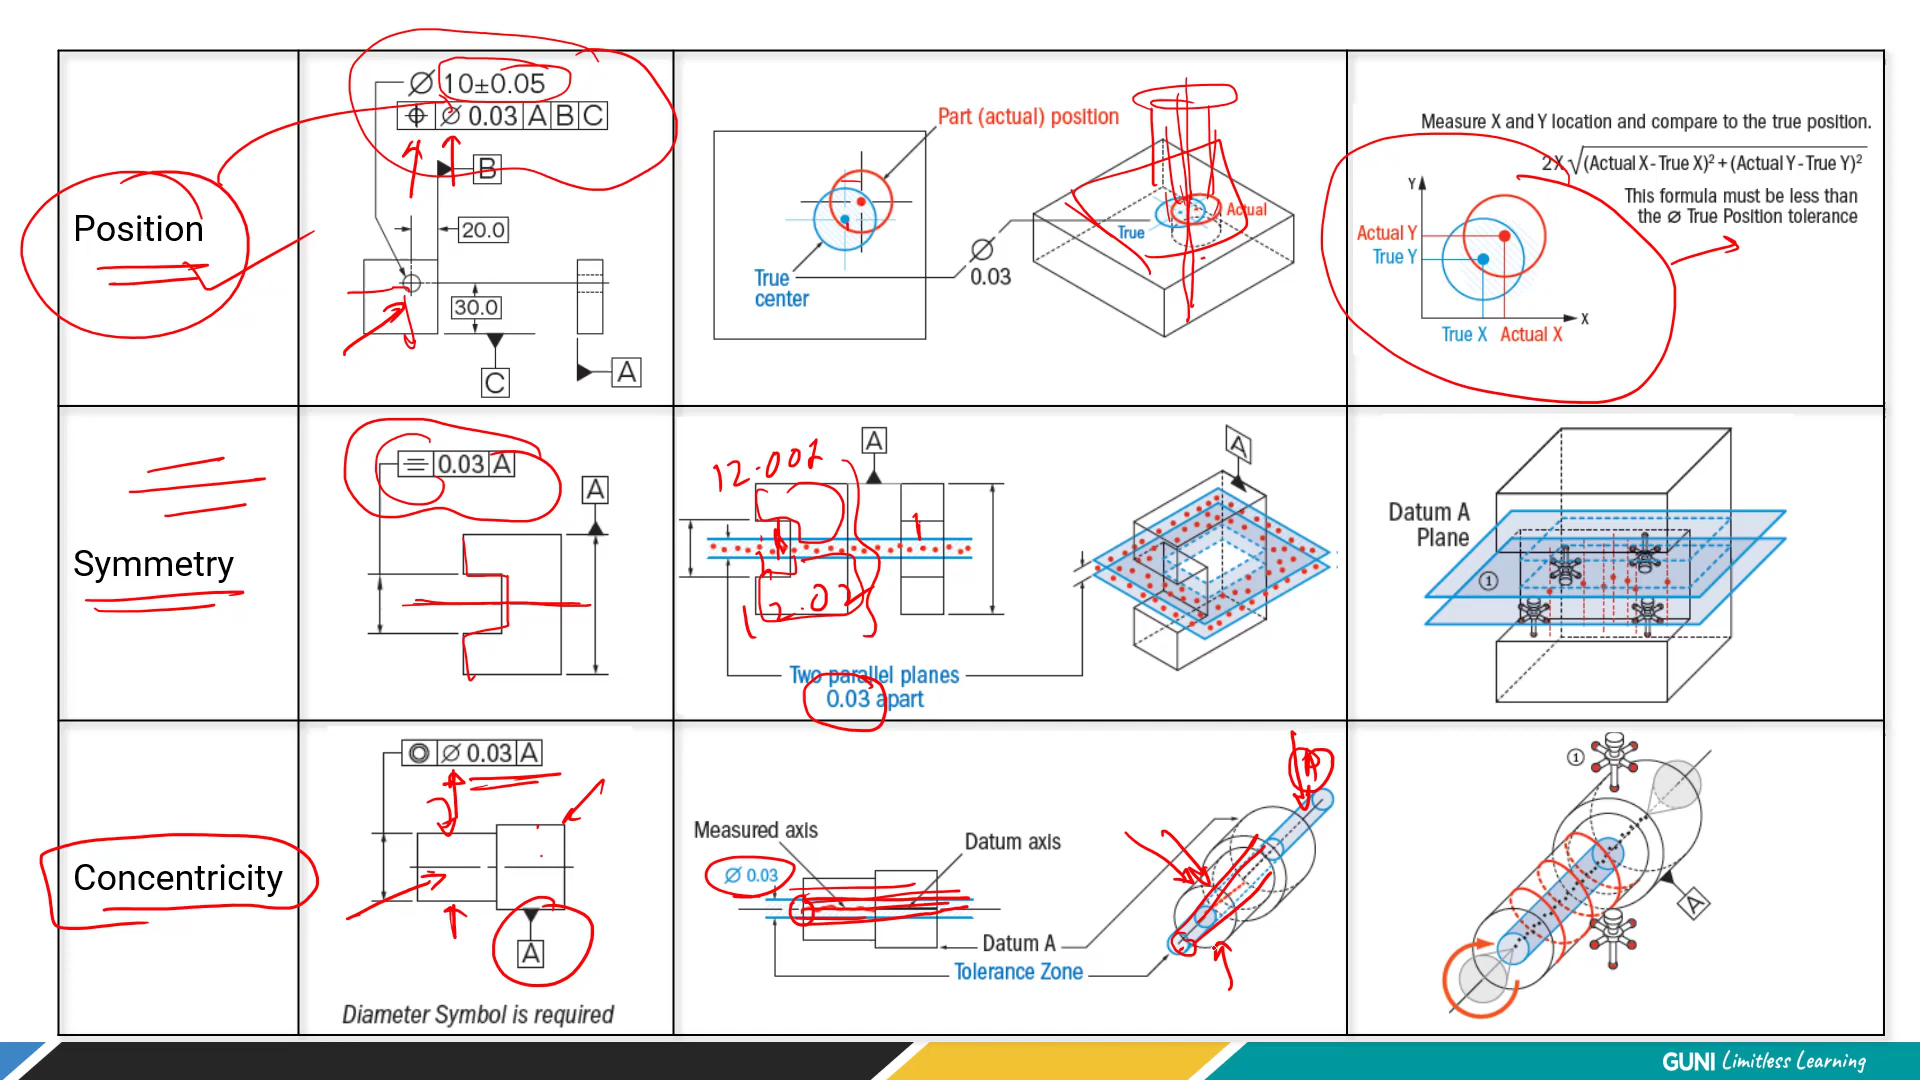 Position
⌀ 10±0.05
⌖ ⌀ 0.03 A B C
B
20.0
30.0
C
A
Part (actual) position
True
center
⌀
0.03
Actual
True
Measure X and Y location and compare to the true position.
2X √(Actual X - True X)² + (Actual Y - True Y)²
This formula must be less than
the ⌀ True Position tolerance
Y
Actual Y
True Y
X
True X Actual X
Symmetry
⌯ 0.03 A
A
12.002
A
12.02
Two parallel planes
0.03 apart
A
Datum A
Plane
1
Concentricity
◎ ⌀ 0.03 A
A
Diameter Symbol is required
Measured axis
Datum axis
⌀ 0.03
Datum A
Tolerance Zone
1
A
GUNI Limitless Learning